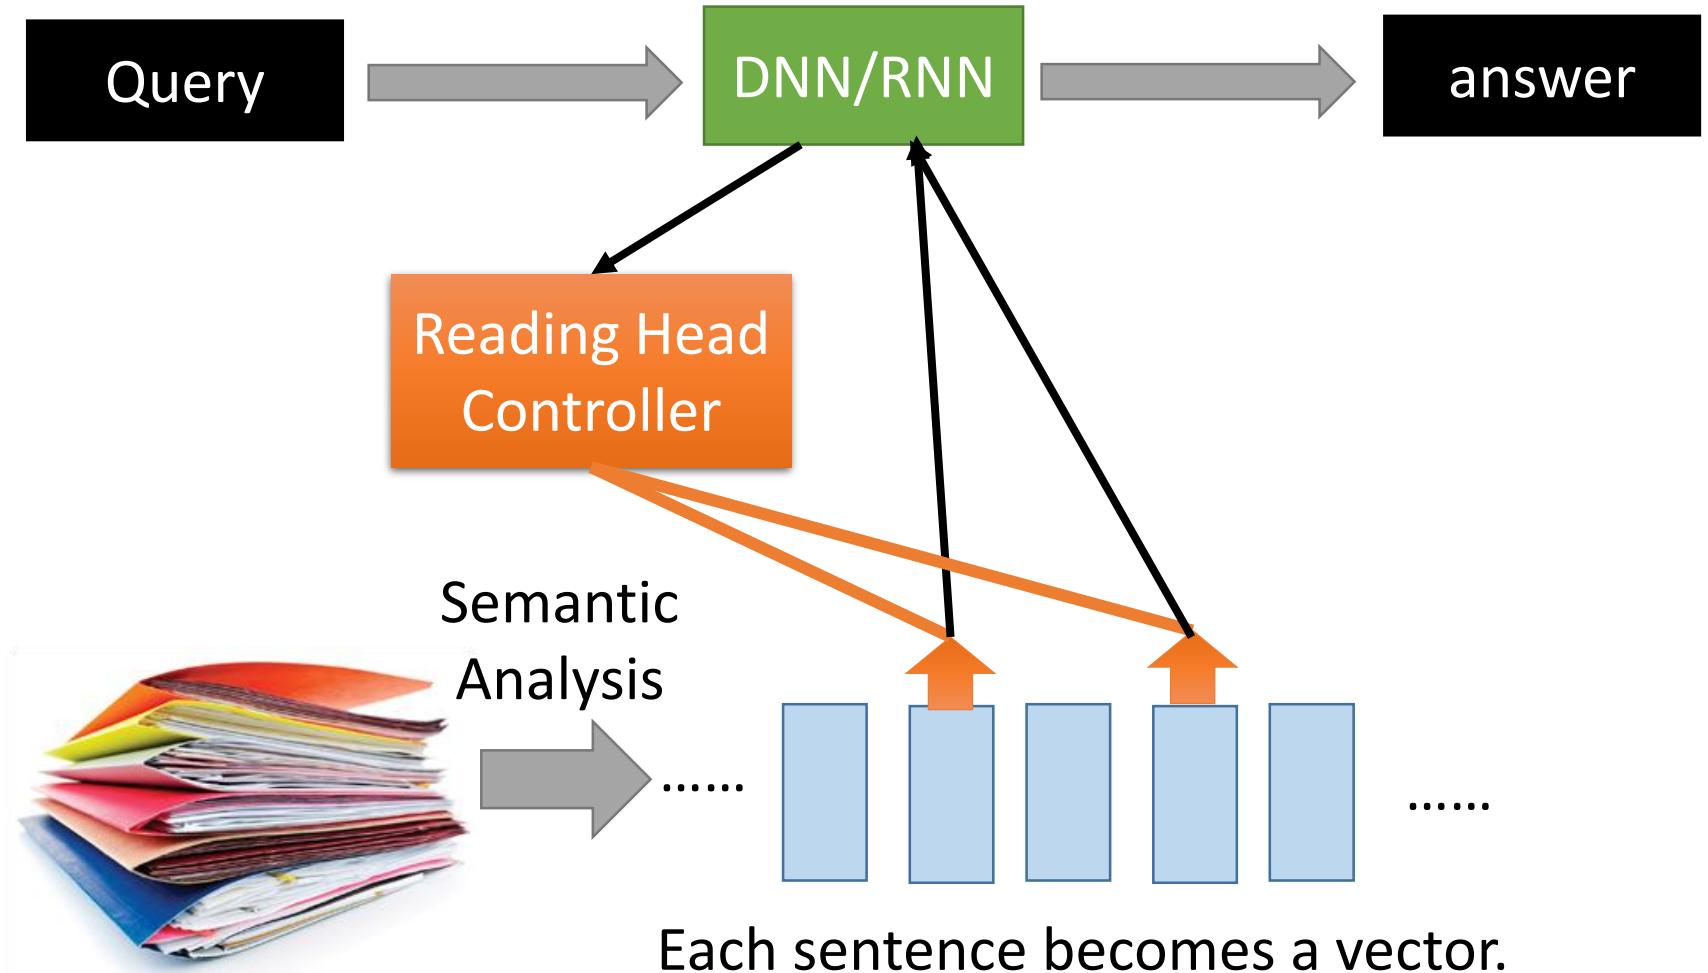 Query
DNN/RNN
answer
Reading Head
Controller
Semantic
Analysis
……
……
Each sentence becomes a vector.